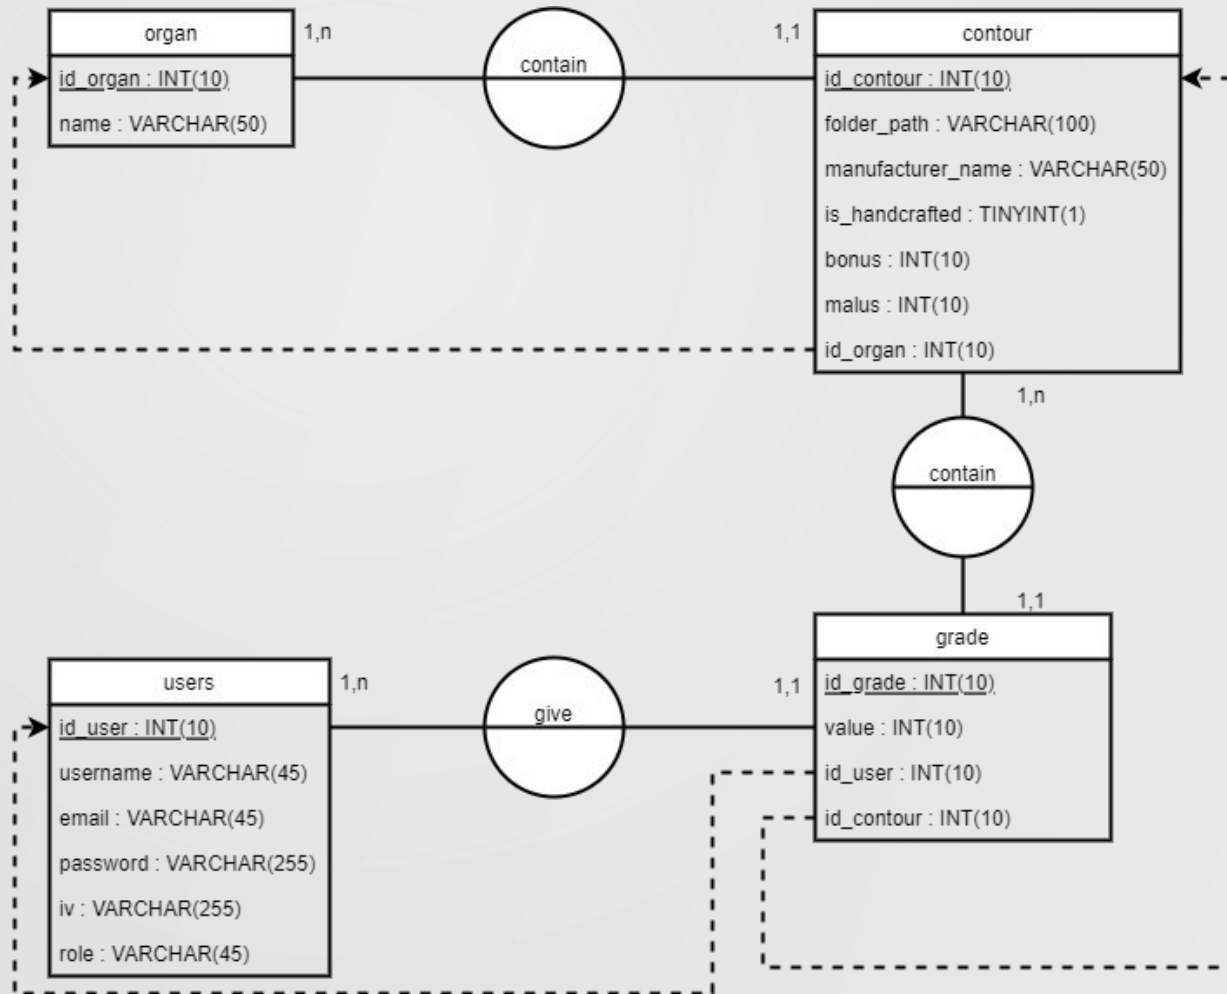 organ
id_organ : INT(10)
name : VARCHAR(50)
1,n
contain
1,1
contour
id_contour : INT(10)
folder_path : VARCHAR(100)
manufacturer_name : VARCHAR(50)
is_handcrafted : TINYINT(1)
bonus : INT(10)
malus : INT(10)
id_organ : INT(10)
1,n
contain
1,1
users
id_user : INT(10)
username : VARCHAR(45)
email : VARCHAR(45)
password : VARCHAR(255)
iv : VARCHAR(255)
role : VARCHAR(45)
1,n
give
1,1
grade
id_grade : INT(10)
value : INT(10)
id_user : INT(10)
id_contour : INT(10)